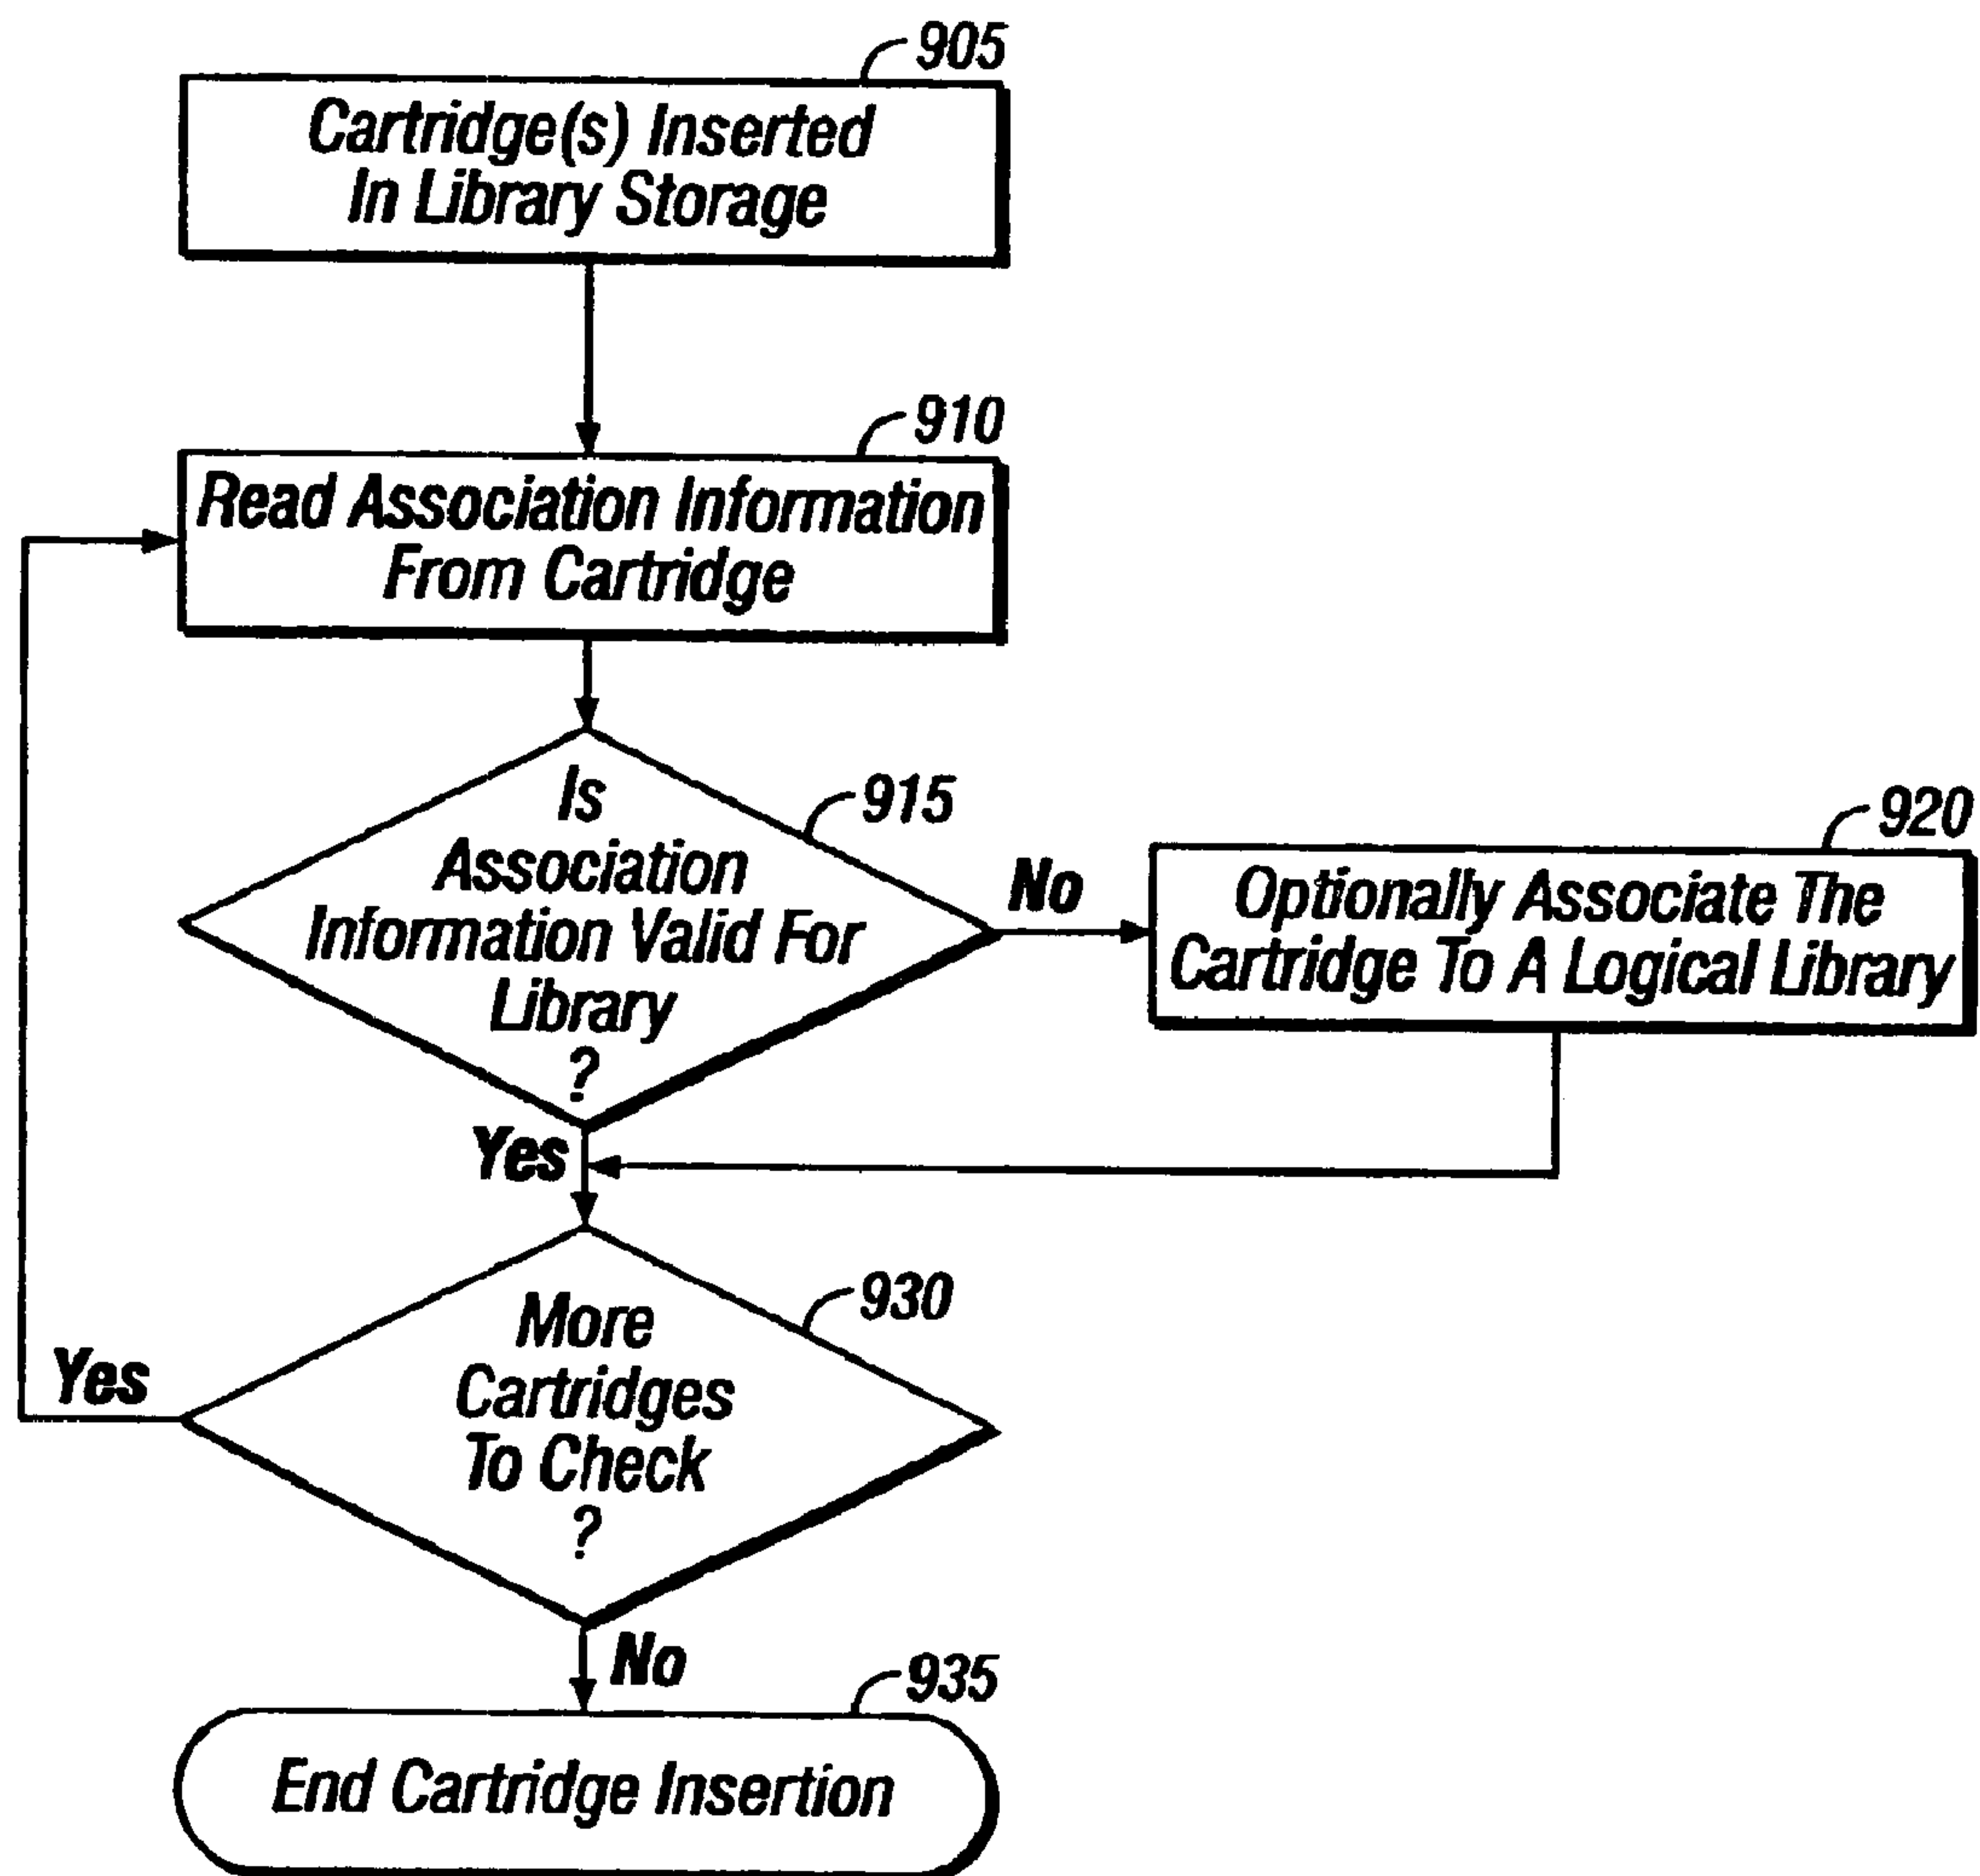 905
Cartridge(s) Inserted
In Library Storage
910
Read Association Information
From Cartridge
Is
Association
Information Valid For
Library
?
915
No
920
Optionally Associate The
Cartridge To A Logical Library
Yes
More
Cartridges
To Check
?
930
Yes
No
935
End Cartridge Insertion